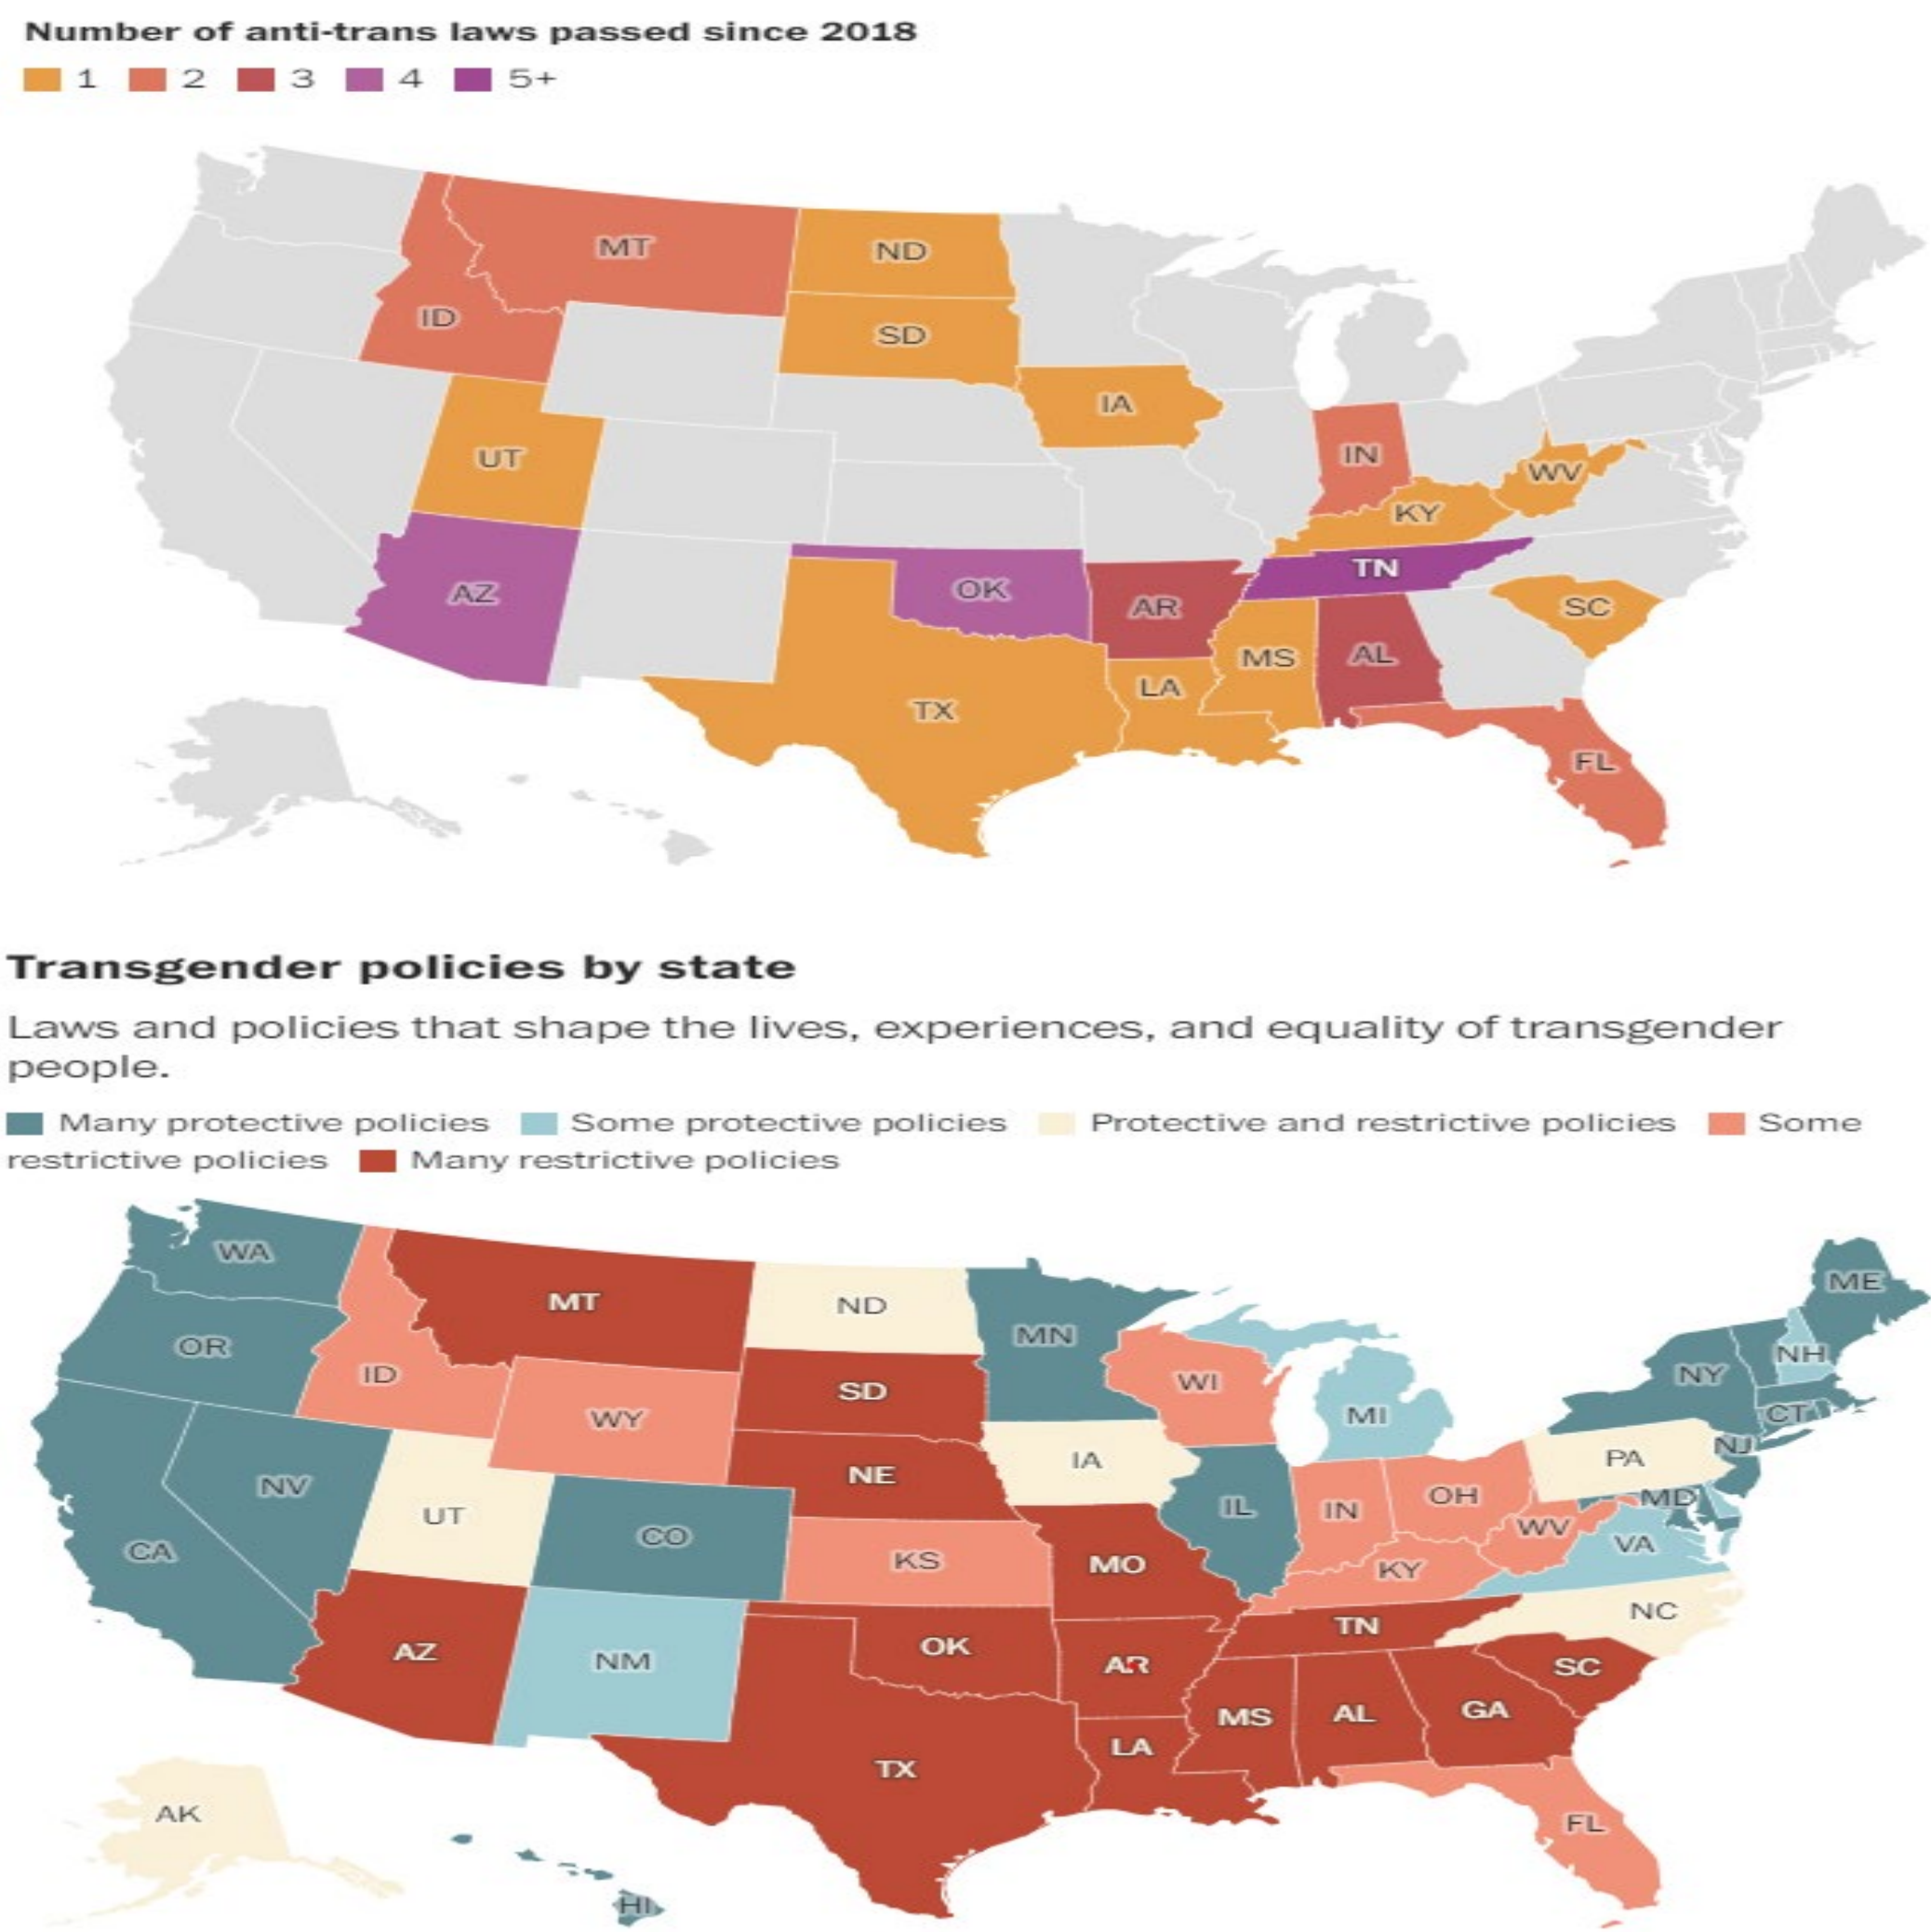 Number of anti-trans laws passed since 2018
1 2 3 4 5+
MT
ND
ID
SD
IA
UT
IN
WV
KY
TN
AZ
OK
AR
SC
MS
AL
LA
TX
FL
Transgender policies by state
Laws and policies that shape the lives, experiences, and equality of transgender
people.
Many protective policies Some protective policies Protective and restrictive policies Some
restrictive policies Many restrictive policies
WA
ME
MT
ND
MN
OR
NH
ID
NY
WI
SD
CT
MI
WY
NJ
PA
IA
NE
NV
OH
MD
IL
IN
UT
WV
CO
VA
CA
KS
MO
KY
NC
TN
OK
AZ
NM
AR
SC
GA
AL
MS
LA
TX
AK
FL
HI